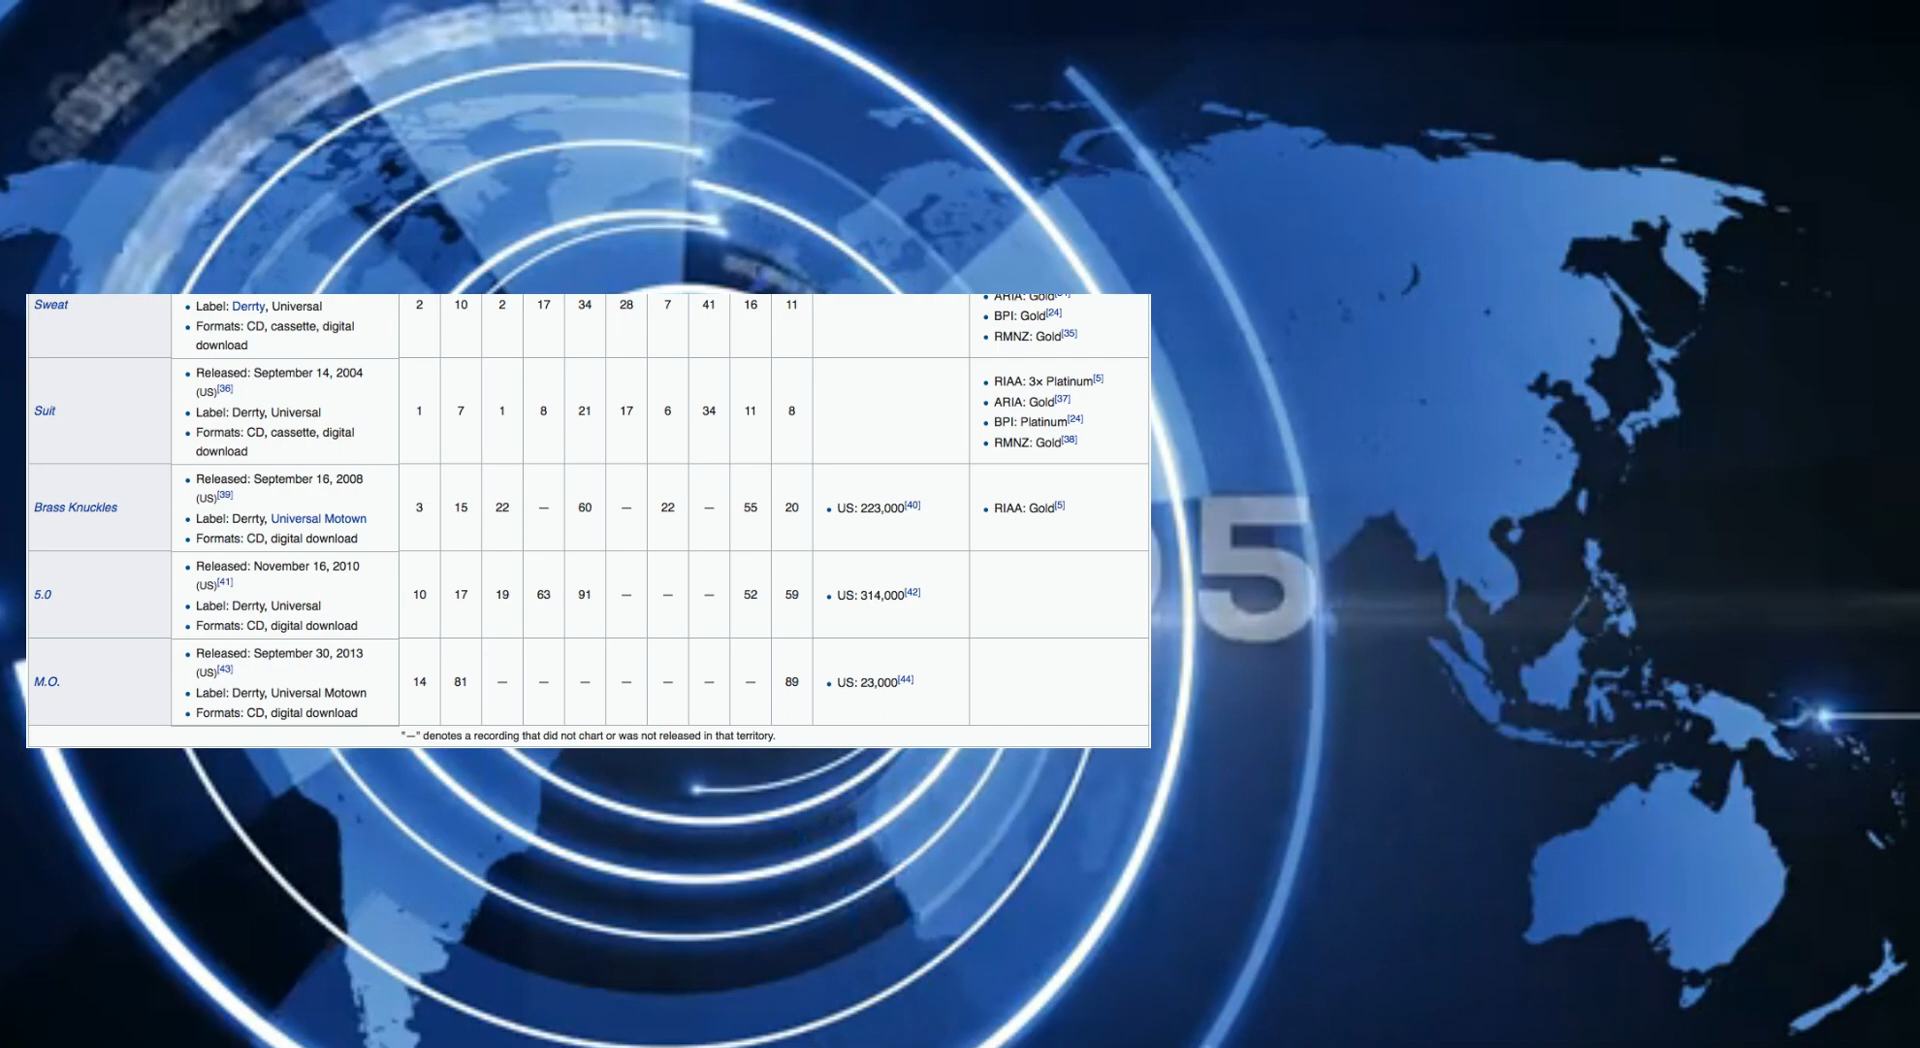 Sweat
Label: Derrty, Universal
Formats: CD, cassette, digital
download
2 10 2 17 34 28 7 41 16 11
ARIA: Gold
BPI: Gold[24]
RMNZ: Gold[35]
Suit
Released: September 14, 2004
(US)[36]
Label: Derrty, Universal
Formats: CD, cassette, digital
download
1 7 1 8 21 17 6 34 11 8
RIAA: 3× Platinum[5]
ARIA: Gold[37]
BPI: Platinum[24]
RMNZ: Gold[38]
Brass Knuckles
Released: September 16, 2008
(US)[39]
Label: Derrty, Universal Motown
Formats: CD, digital download
3 15 22 — 60 — 22 — 55 20
US: 223,000[40]
RIAA: Gold[5]
5.0
Released: November 16, 2010
(US)[41]
Label: Derrty, Universal
Formats: CD, digital download
10 17 19 63 91 — — — 52 59
US: 314,000[42]
M.O.
Released: September 30, 2013
(US)[43]
Label: Derrty, Universal Motown
Formats: CD, digital download
14 81 — — — — — — — 89
US: 23,000[44]
"—" denotes a recording that did not chart or was not released in that territory.
5